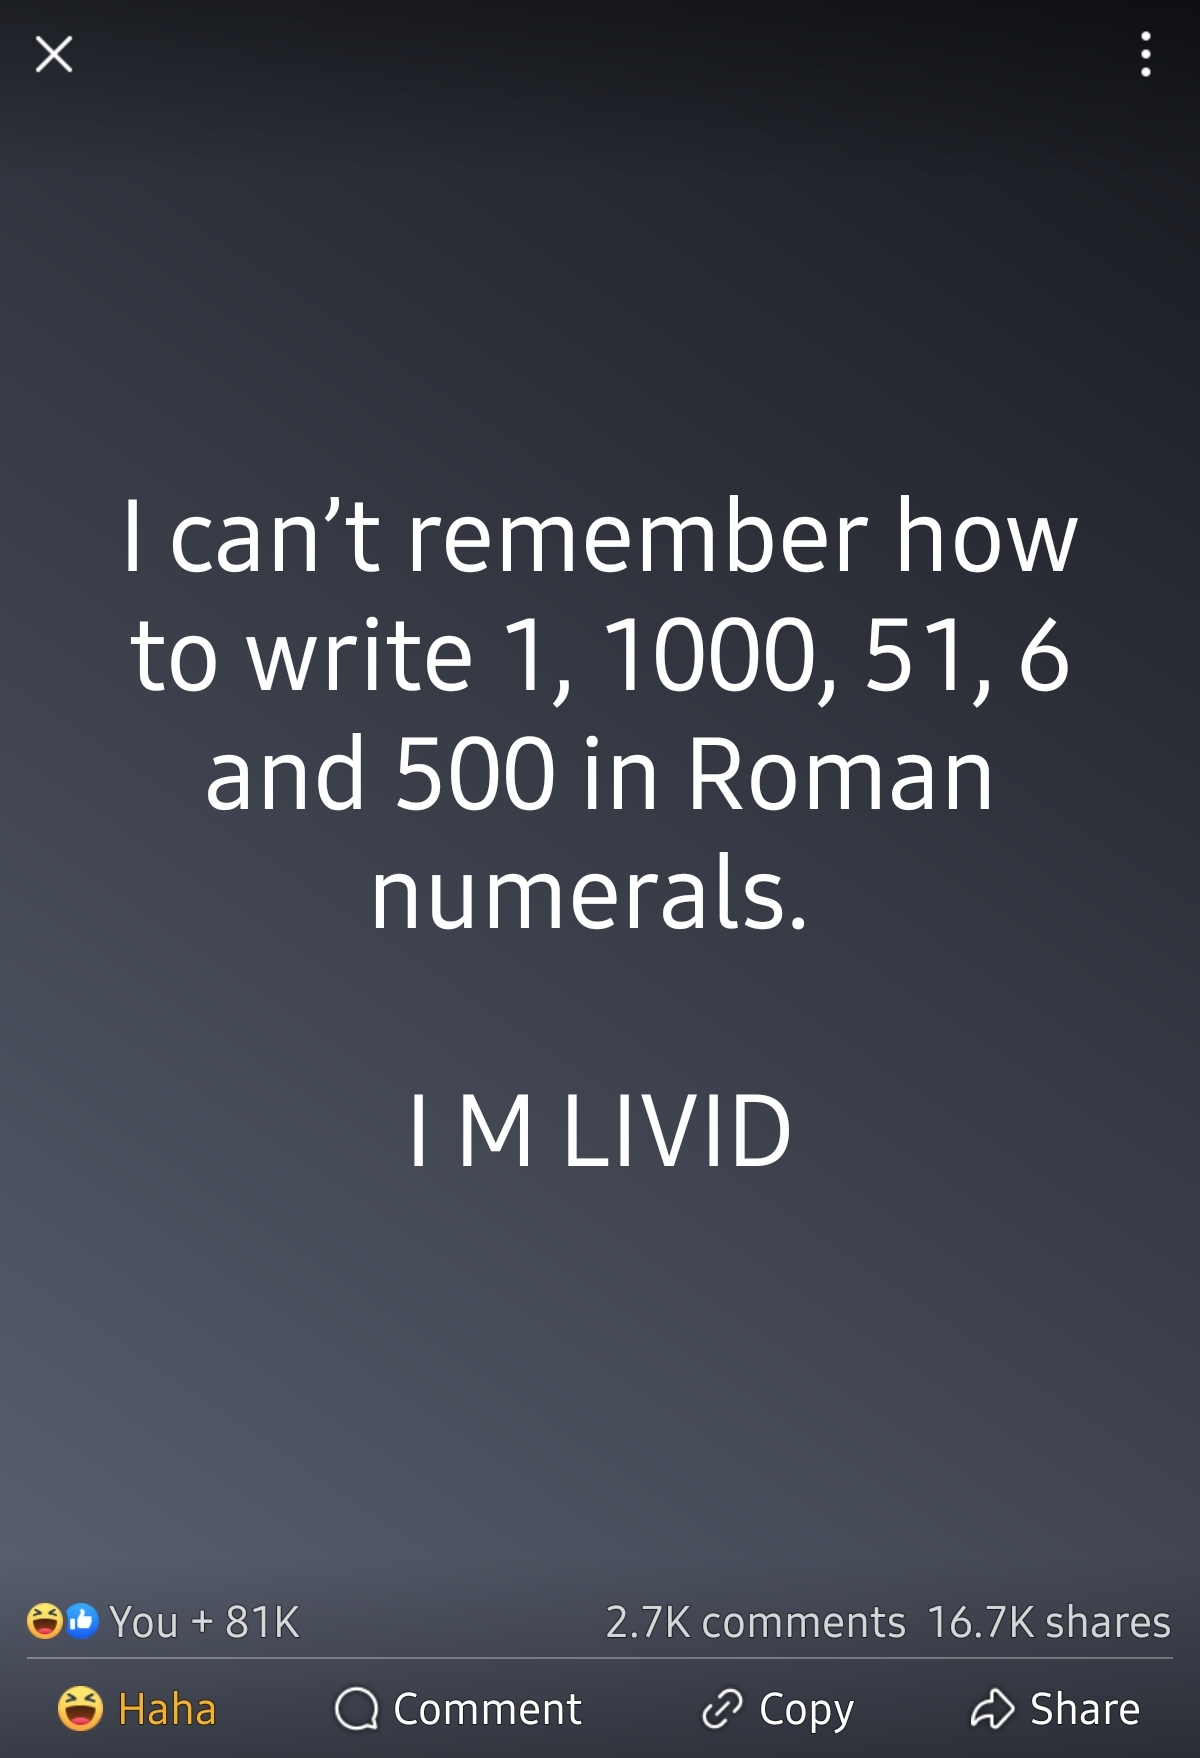 I can’t remember how
to write 1, 1000, 51, 6
and 500 in Roman
numerals.
I M LIVID
You + 81K 2.7K comments 16.7K shares
Haha Comment Copy Share